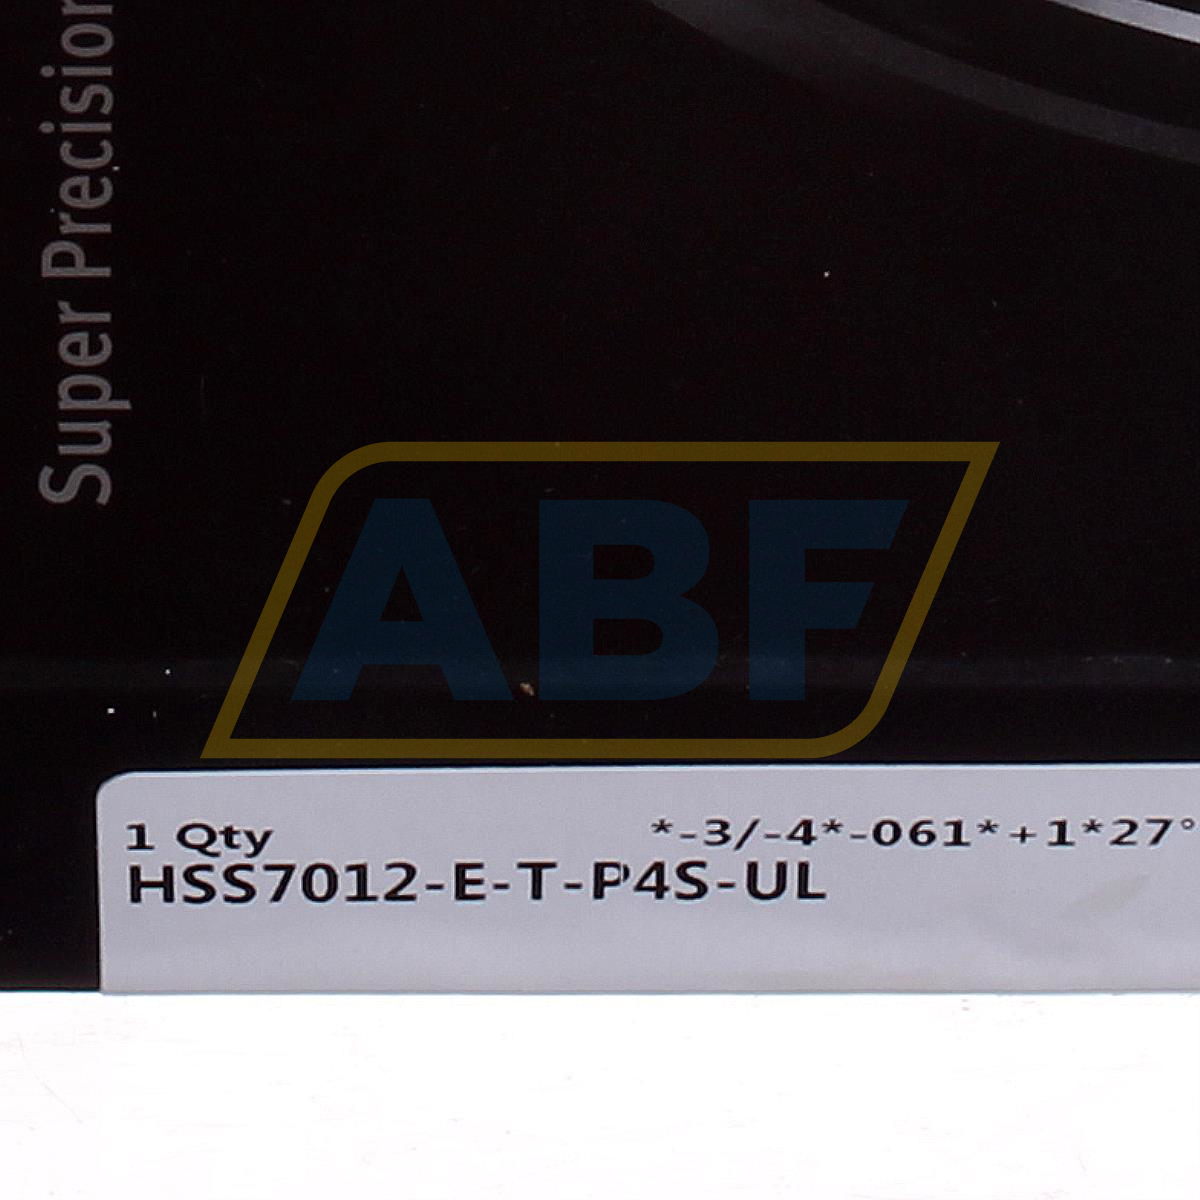 Super Precision
ABF
1 Qty
*-3/-4*-061*+1*27°
HSS7012-E-T-P4S-UL